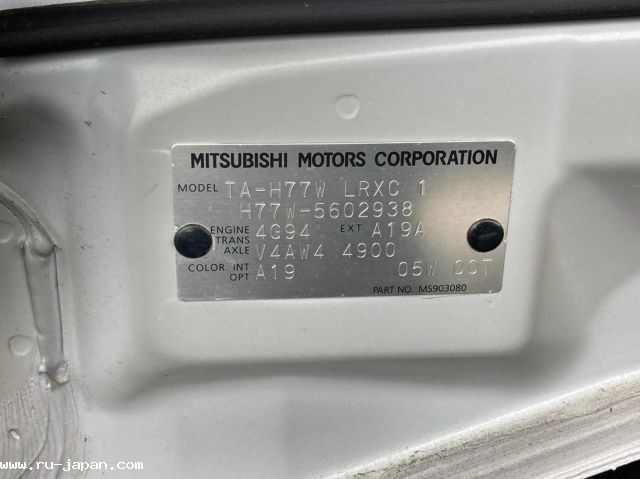 MITSUBISHI MOTORS CORPORATION
MODEL TA-H77W LRXC 1
H77W-5602938
ENGINE 4G94 EXT A19A
TRANS AXLE V4AW4 4900
COLOR INT OPT A19 05W CCT
PART NO. MS903080
www.ru-japan.com